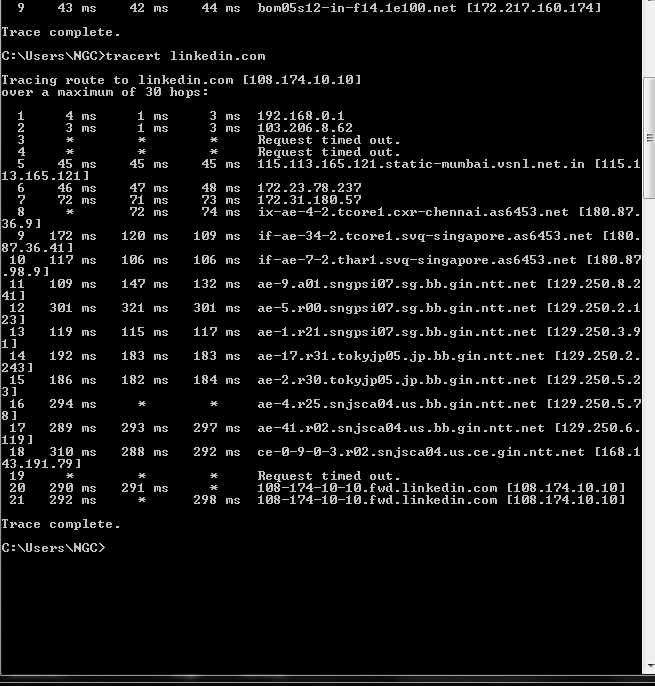 9 43 ms 42 ms 44 ms bom05s12-in-f14.1e100.net [172.217.160.174]
Trace complete.
C:\Users\NGC>tracert linkedin.com
Tracing route to linkedin.com [108.174.10.10]
over a maximum of 30 hops:
1 4 ms 1 ms 3 ms 192.168.0.1
2 3 ms 1 ms 3 ms 103.206.8.62
3 * * * Request timed out.
4 * * * Request timed out.
5 45 ms 45 ms 45 ms 115.113.165.121.static-mumbai.vsnl.net.in [115.1
13.165.121]
6 46 ms 47 ms 48 ms 172.23.78.237
7 72 ms 71 ms 73 ms 172.31.180.57
8 * 72 ms 74 ms ix-ae-4-2.tcore1.cxr-chennai.as6453.net [180.87.
36.9]
9 172 ms 120 ms 109 ms if-ae-34-2.tcore1.svq-singapore.as6453.net [180.
87.36.41]
10 117 ms 106 ms 106 ms if-ae-7-2.thar1.svq-singapore.as6453.net [180.87
.98.9]
11 109 ms 147 ms 132 ms ae-9.a01.sngpsi07.sg.bb.gin.ntt.net [129.250.8.2
41]
12 301 ms 321 ms 301 ms ae-5.r00.sngpsi07.sg.bb.gin.ntt.net [129.250.2.1
23]
13 119 ms 115 ms 117 ms ae-1.r21.sngpsi07.sg.bb.gin.ntt.net [129.250.3.9
1]
14 192 ms 183 ms 183 ms ae-17.r31.tokyjp05.jp.bb.gin.ntt.net [129.250.2.
243]
15 186 ms 182 ms 184 ms ae-2.r30.tokyjp05.jp.bb.gin.ntt.net [129.250.5.2
3]
16 294 ms * * ae-4.r25.snjsca04.us.bb.gin.ntt.net [129.250.5.7
8]
17 289 ms 293 ms 297 ms ae-41.r02.snjsca04.us.bb.gin.ntt.net [129.250.6.
119]
18 310 ms 288 ms 292 ms ce-0-9-0-3.r02.snjsca04.us.ce.gin.ntt.net [168.1
43.191.79]
19 * * * Request timed out.
20 290 ms 291 ms * 108-174-10-10.fwd.linkedin.com [108.174.10.10]
21 292 ms * 298 ms 108-174-10-10.fwd.linkedin.com [108.174.10.10]
Trace complete.
C:\Users\NGC>